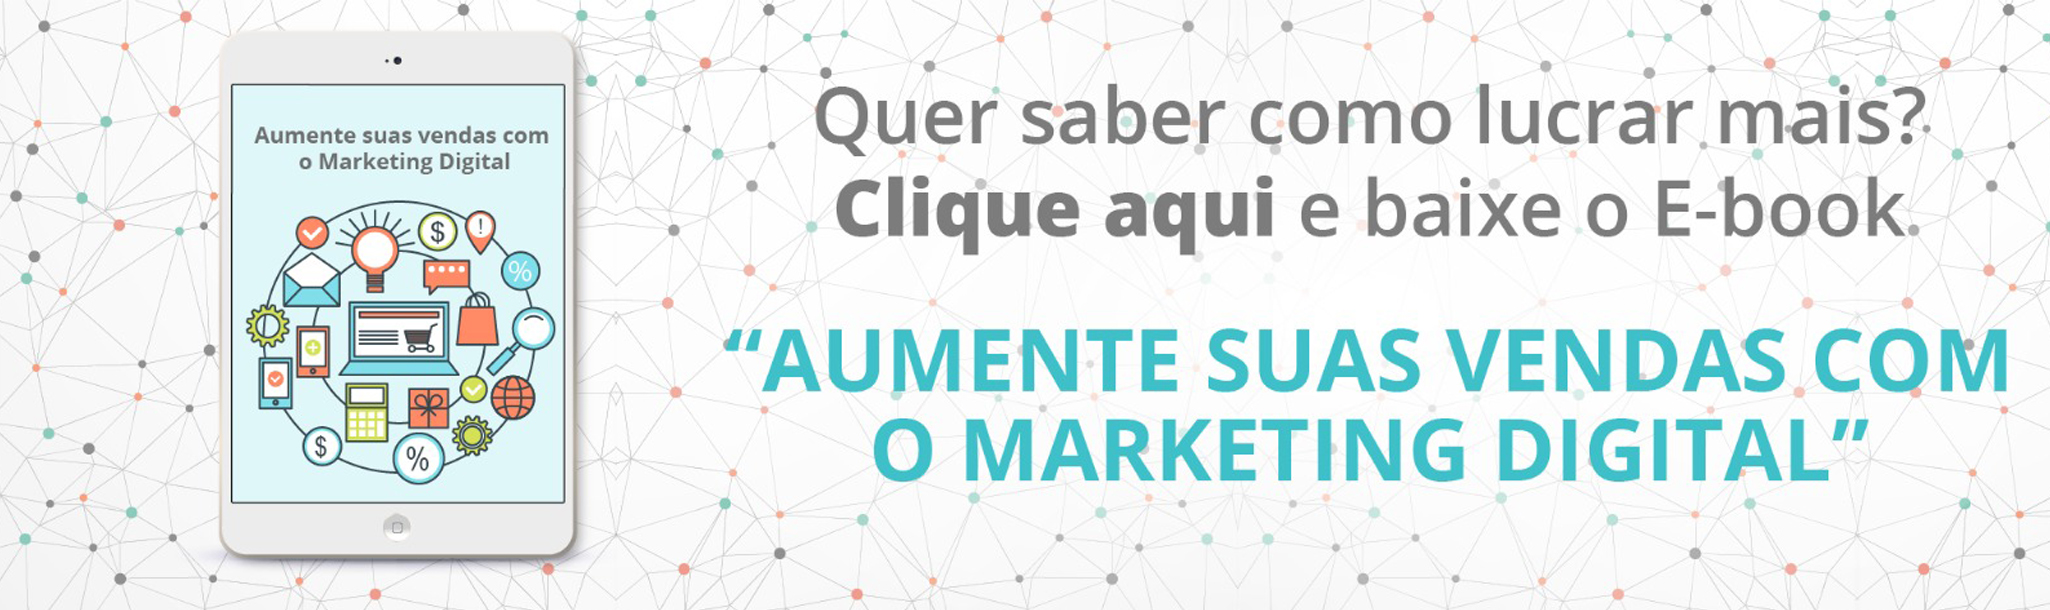 Aumente suas vendas com
o Marketing Digital
$
!
%
$
%
Quer saber como lucrar mais?
Clique aqui e baixe o E-book.
“AUMENTE SUAS VENDAS COM
O MARKETING DIGITAL”